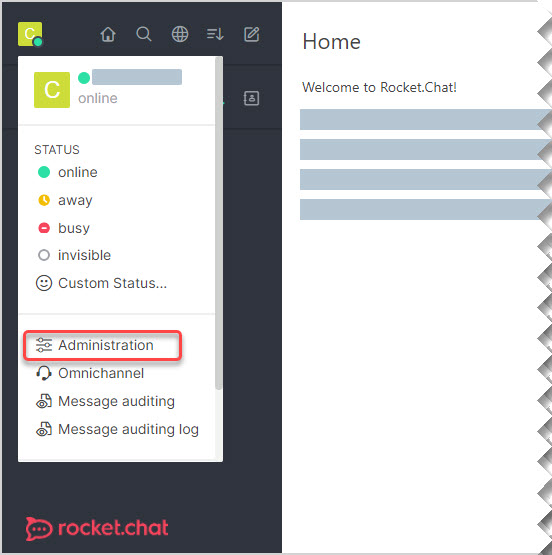 C
Home
C
online
Welcome to Rocket.Chat!
STATUS
online
away
busy
invisible
Custom Status...
Administration
Omnichannel
Message auditing
Message auditing log
rocket.chat